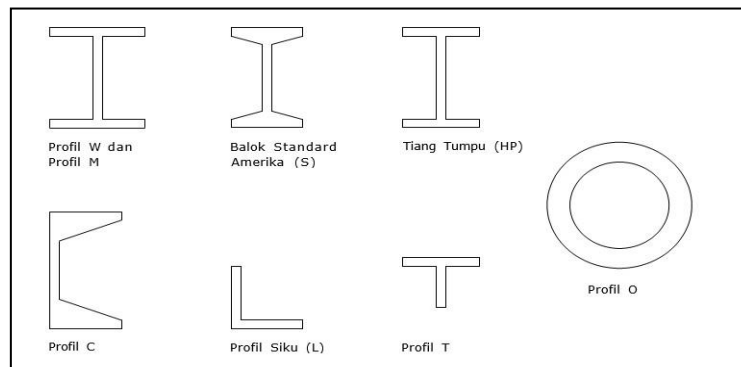 Profil W dan
Profil M
Balok Standard
Amerika (S)
Tiang Tumpu (HP)
Profil O
Profil C
Profil Siku (L)
Profil T